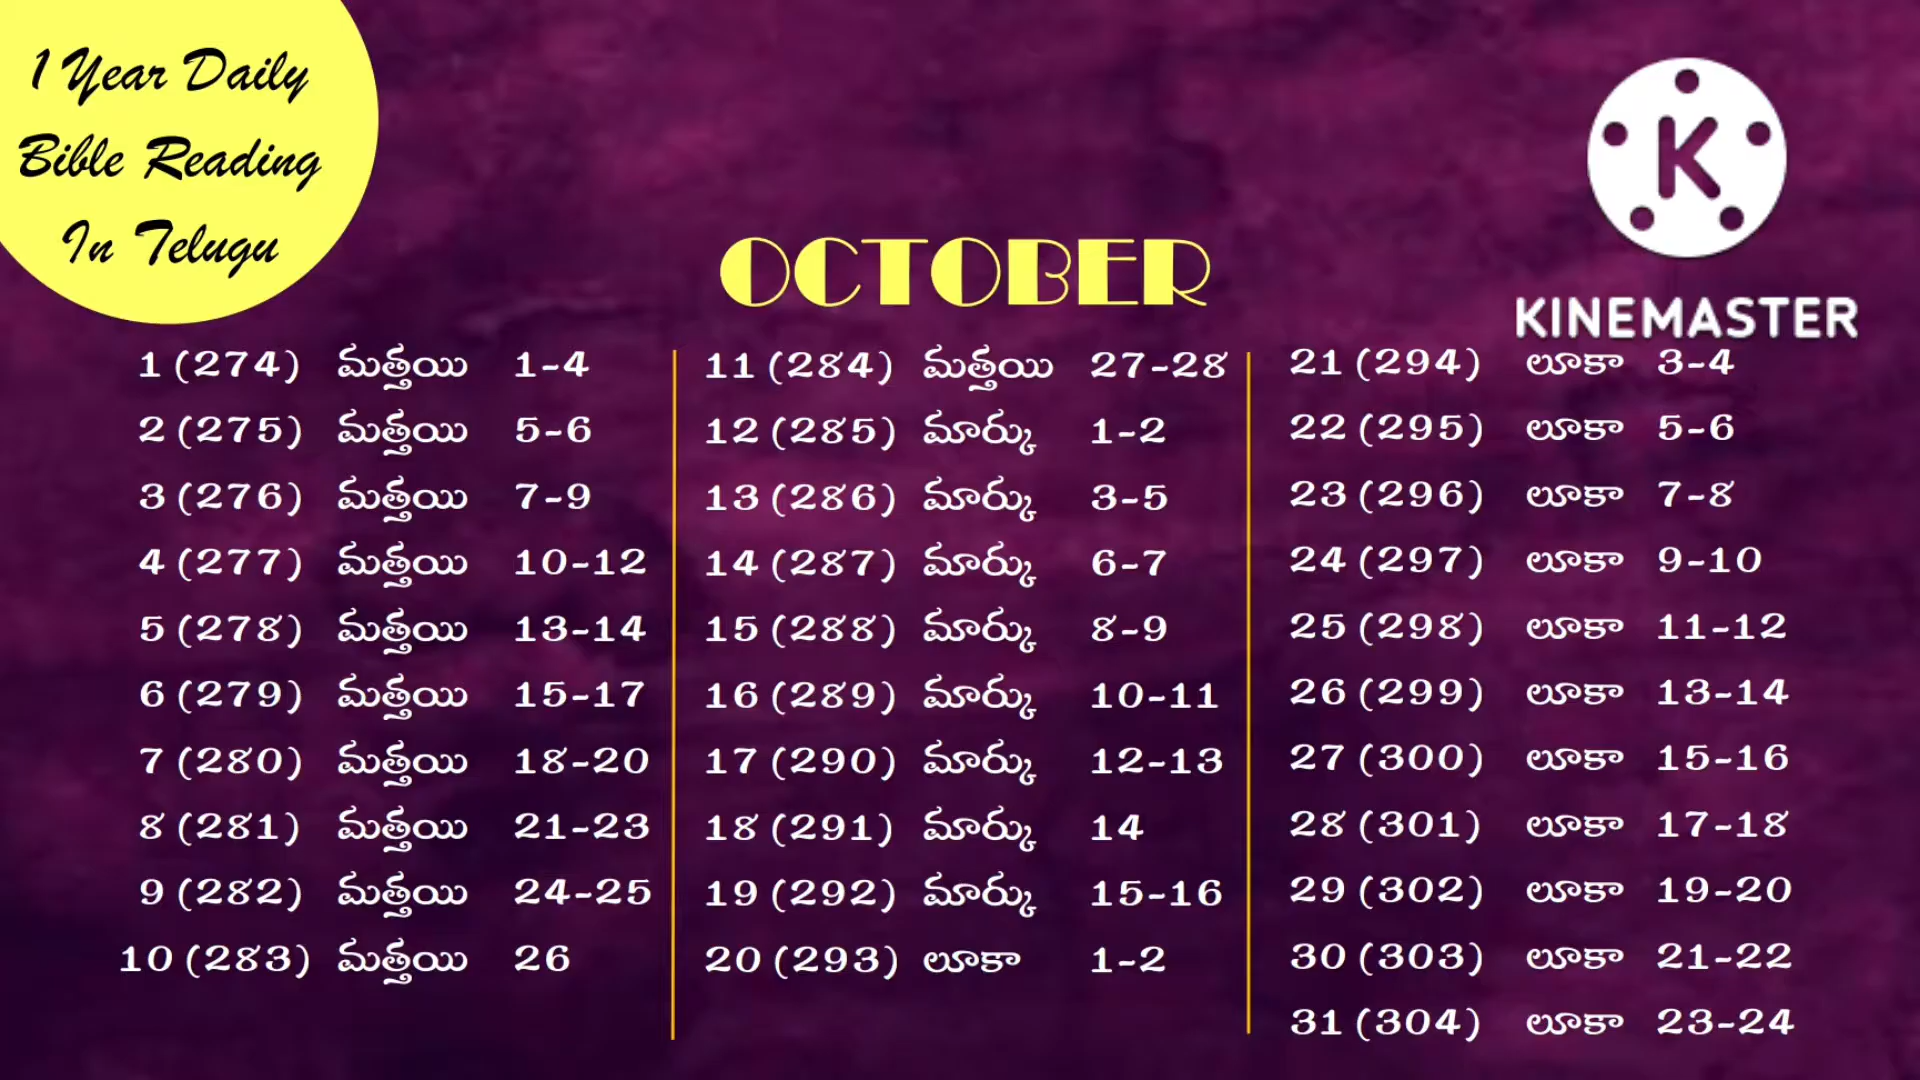 1 Year Daily
Bible Reading
In Telugu
KINEMASTER
OCTOBER
1 (274) మత్తయి 1-4
2 (275) మత్తయి 5-6
3 (276) మత్తయి 7-9
4 (277) మత్తయి 10-12
5 (278) మత్తయి 13-14
6 (279) మత్తయి 15-17
7 (280) మత్తయి 18-20
8 (281) మత్తయి 21-23
9 (282) మత్తయి 24-25
10 (283) మత్తయి 26
11 (284) మత్తయి 27-28
12 (285) మార్కు 1-2
13 (286) మార్కు 3-5
14 (287) మార్కు 6-7
15 (288) మార్కు 8-9
16 (289) మార్కు 10-11
17 (290) మార్కు 12-13
18 (291) మార్కు 14
19 (292) మార్కు 15-16
20 (293) లూకా 1-2
21 (294) లూకా 3-4
22 (295) లూకా 5-6
23 (296) లూకా 7-8
24 (297) లూకా 9-10
25 (298) లూకా 11-12
26 (299) లూకా 13-14
27 (300) లూకా 15-16
28 (301) లూకా 17-18
29 (302) లూకా 19-20
30 (303) లూకా 21-22
31 (304) లూకా 23-24